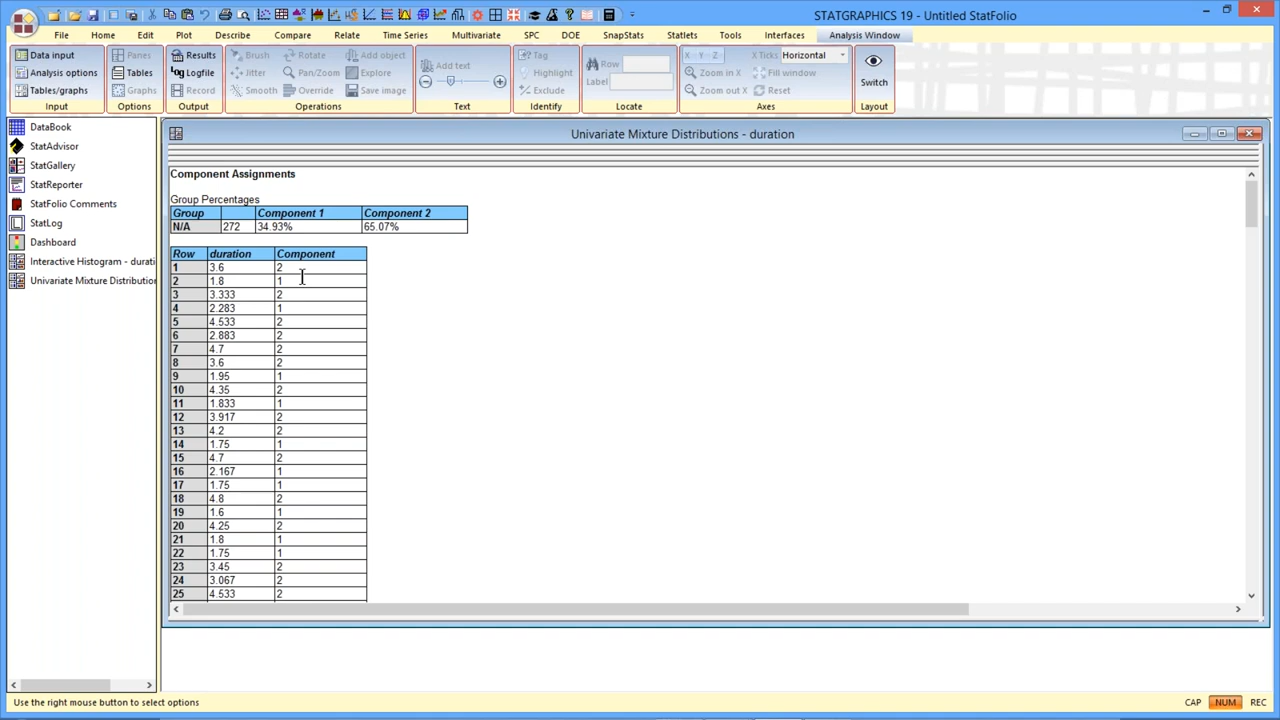 STATGRAPHICS 19 - Untitled StatFolio
File Home Edit Plot Describe Compare Relate Time Series Multivariate SPC DOE SnapStats Statlets Tools Interfaces Analysis Window
Data input Panes Results Brush Rotate Add object Add text Tag Row X - Y - Z X Ticks Horizontal
Analysis options Tables Logfile Jitter Pan/Zoom Explore Highlight Label Zoom in X Fill window Switch
Tables/graphs Graphs Record Smooth Override Save image Exclude Zoom out X Reset
Input Options Output Operations Text Identify Locate Axes Layout
DataBook
StatAdvisor
StatGallery
StatReporter
StatFolio Comments
StatLog
Dashboard
Interactive Histogram - durati
Univariate Mixture Distribution
Univariate Mixture Distributions - duration
Component Assignments
Group Percentages
Group Component 1 Component 2
N/A 272 34.93% 65.07%
Row duration Component
1 3.6 2
2 1.8 1
3 3.333 2
4 2.283 1
5 4.533 2
6 2.883 2
7 4.7 2
8 3.6 2
9 1.95 1
10 4.35 2
11 1.833 1
12 3.917 2
13 4.2 2
14 1.75 1
15 4.7 2
16 2.167 1
17 1.75 1
18 4.8 2
19 1.6 1
20 4.25 2
21 1.8 1
22 1.75 1
23 3.45 2
24 3.067 2
25 4.533 2
Use the right mouse button to select options
CAP NUM REC